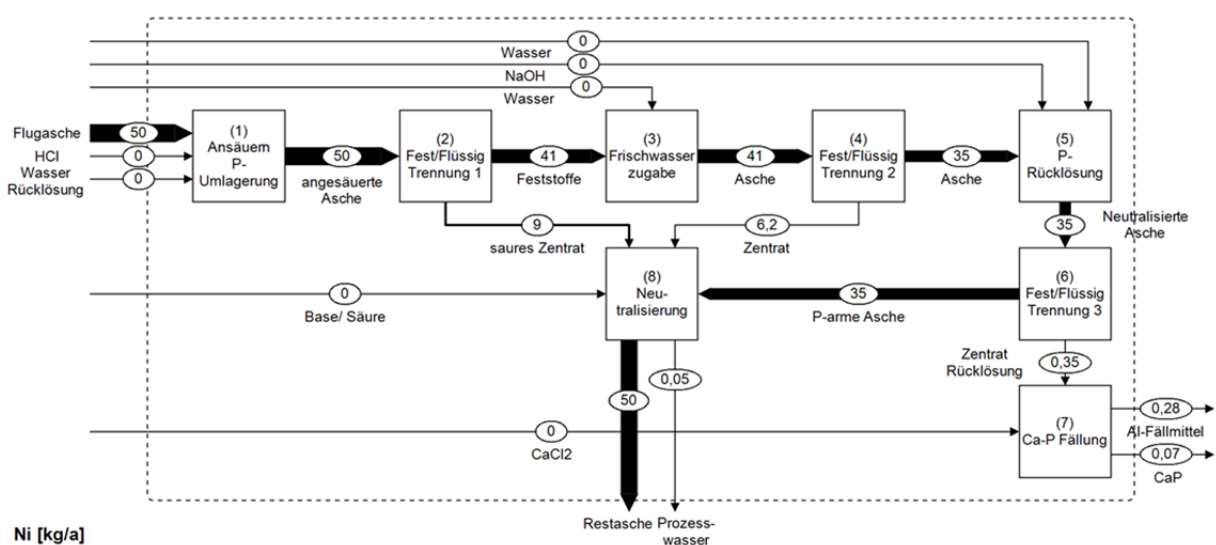 0
Wasser
0
NaOH
0
Wasser
Flugasche
50
HCl
0
Wasser
Rücklösung
0
(1)
Ansäuern
P-
Umlagerung
50
angesäuerte
Asche
(2)
Fest/Flüssig
Trennung 1
41
Feststoffe
(3)
Frischwasser
zugabe
41
Asche
(4)
Fest/Flüssig
Trennung 2
35
Asche
(5)
P-
Rücklösung
9
saures Zentrat
6,2
Zentrat
35
Neutralisierte
Asche
0
Base/ Säure
(8)
Neu-
tralisierung
35
P-arme Asche
(6)
Fest/Flüssig
Trennung 3
Zentrat
Rücklösung
0,35
50
0,05
0
CaCl2
(7)
Ca-P Fällung
0,28
Al-Fällmittel
0,07
CaP
Restasche
Prozess-
wasser
Ni [kg/a]